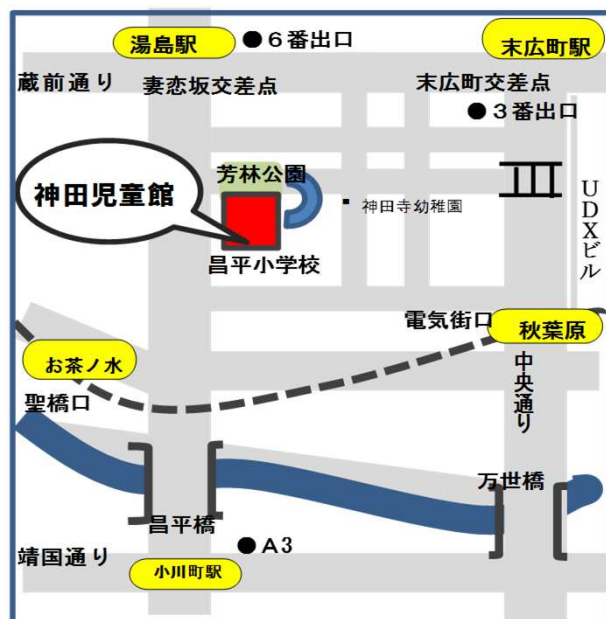 湯島駅
●６番出口
末広町駅
蔵前通り
妻恋坂交差点
末広町交差点
●３番出口
芳林公園
神田児童館
神田寺幼稚園
UDXビル
昌平小学校
電気街口
秋葉原
お茶ノ水
中央通り
聖橋口
万世橋
昌平橋
●A3
靖国通り
小川町駅